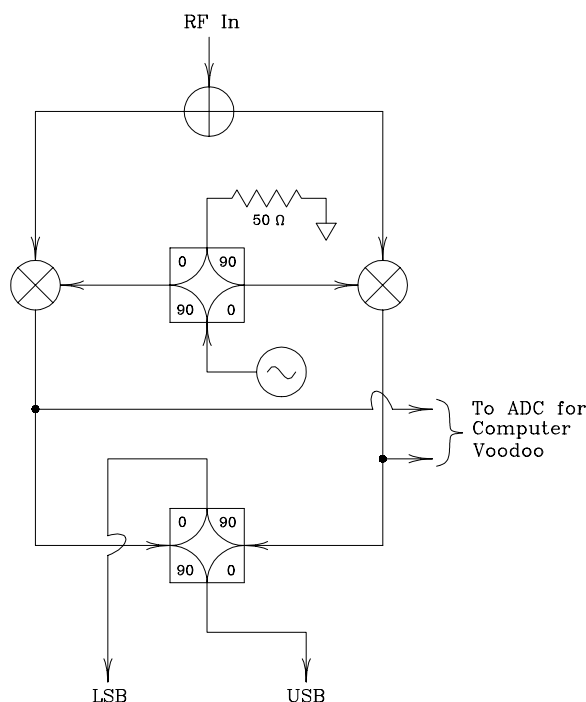 RF In
50 Ω
0 90
90 0
To ADC for
Computer
Voodoo
0 90
90 0
LSB USB